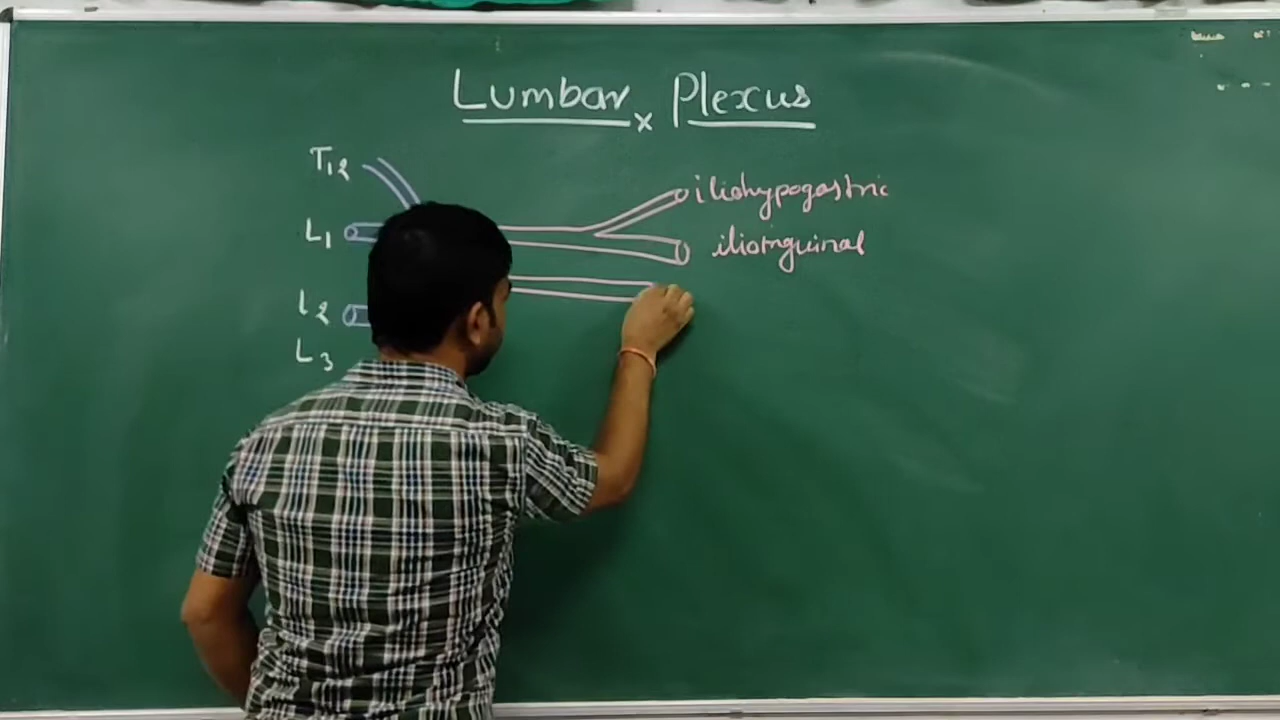 Lumbar x Plexus
T12
iliohypogastric
L1
ilioinguinal
L2
L3